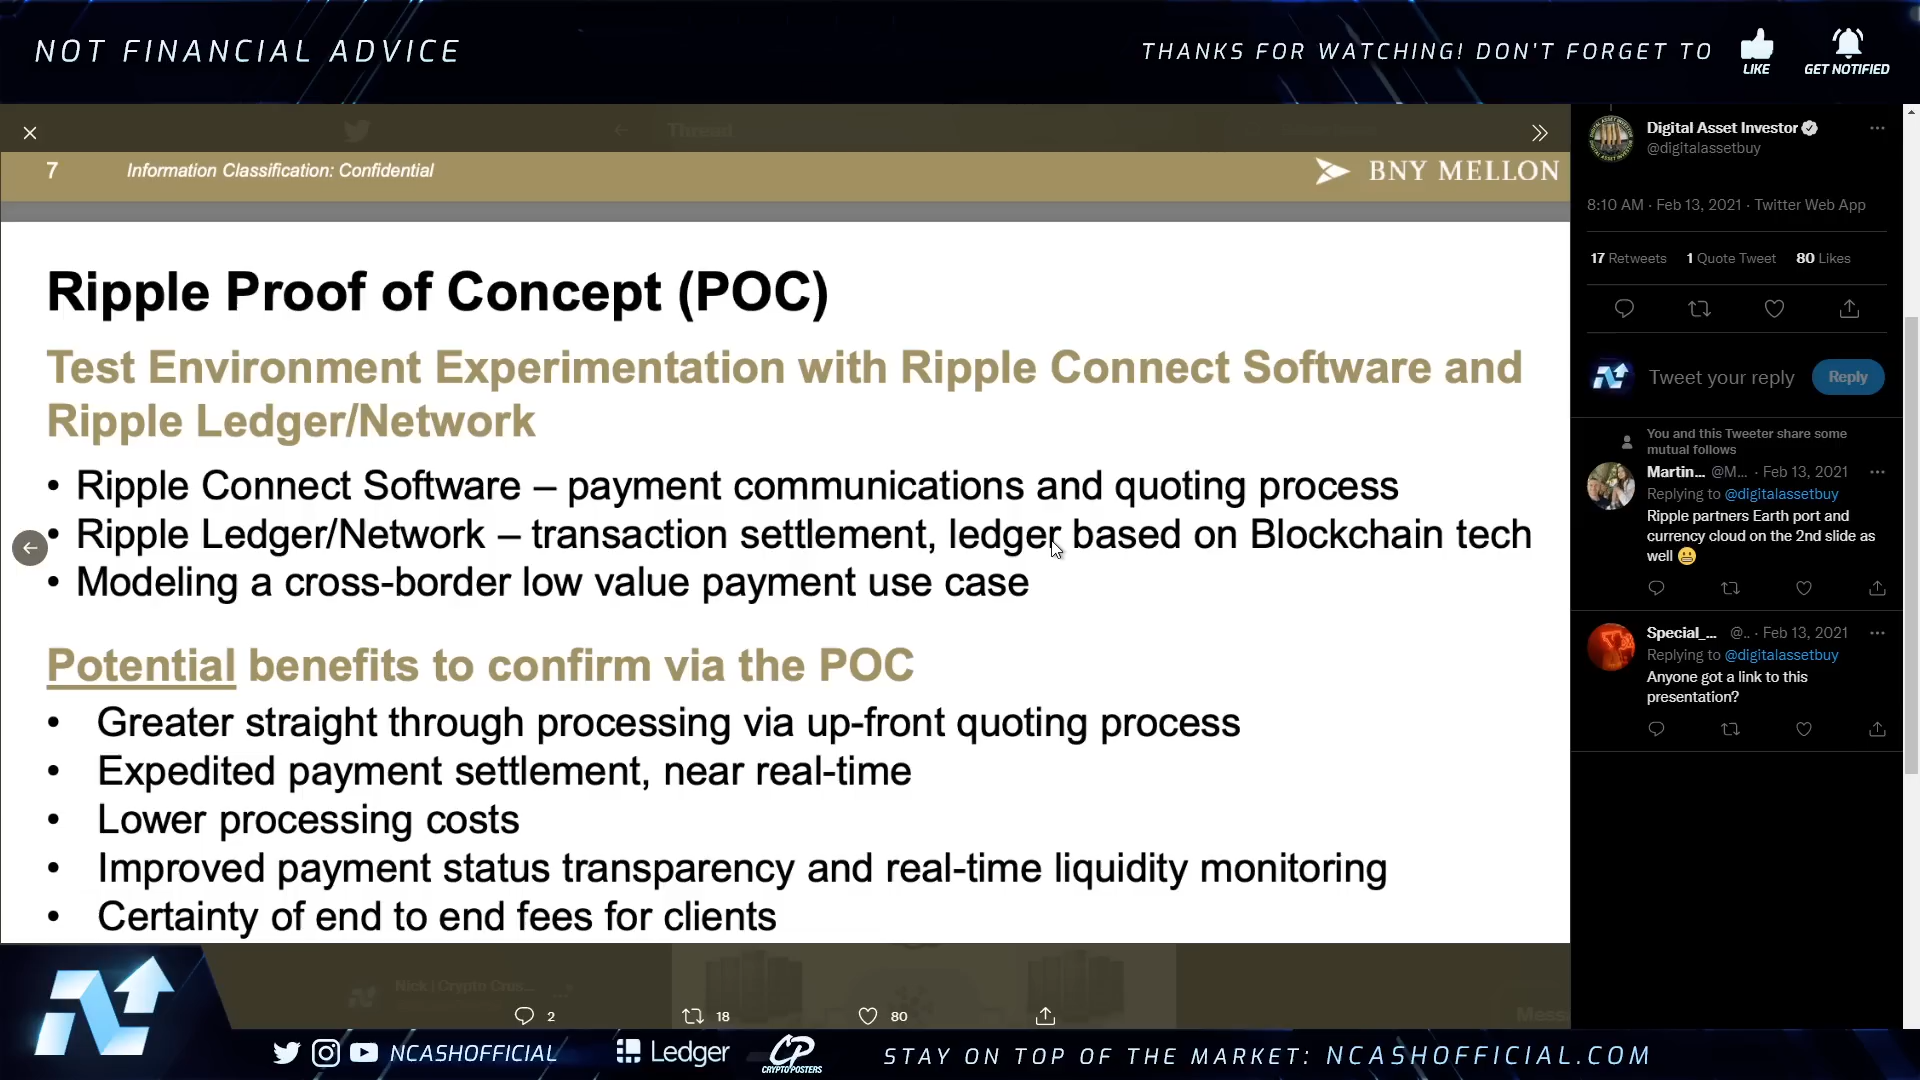 NOT FINANCIAL ADVICE
THANKS FOR WATCHING! DON'T FORGET TO
LIKE
GET NOTIFIED
Thread
7
Information Classification: Confidential
BNY MELLON
Ripple Proof of Concept (POC)
Test Environment Experimentation with Ripple Connect Software and
Ripple Ledger/Network
• Ripple Connect Software – payment communications and quoting process
• Ripple Ledger/Network – transaction settlement, ledger based on Blockchain tech
• Modeling a cross-border low value payment use case
Potential benefits to confirm via the POC
• Greater straight through processing via up-front quoting process
• Expedited payment settlement, near real-time
• Lower processing costs
• Improved payment status transparency and real-time liquidity monitoring
• Certainty of end to end fees for clients
Nick | Crypto Crus...
2
18
80
Digital Asset Investor
@digitalassetbuy
8:10 AM · Feb 13, 2021 · Twitter Web App
17 Retweets 1 Quote Tweet 80 Likes
Tweet your reply
Reply
You and this Tweeter share some
mutual follows
Martin... @M... · Feb 13, 2021
Replying to @digitalassetbuy
Ripple partners Earth port and
currency cloud on the 2nd slide as
well 😬
Special_... @.. · Feb 13, 2021
Replying to @digitalassetbuy
Anyone got a link to this
presentation?
NCASHOFFICIAL
Ledger
CP
CRYPTO POSTERS
STAY ON TOP OF THE MARKET: NCASHOFFICIAL.COM